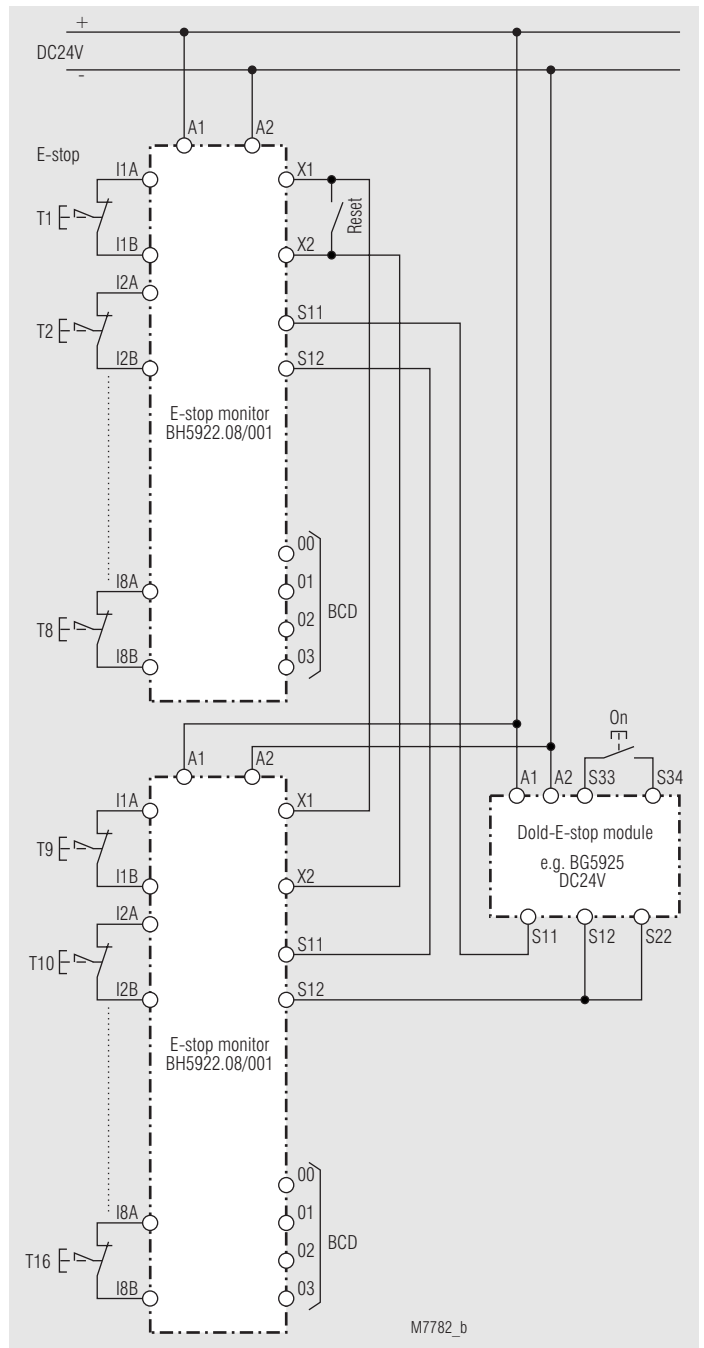 +
DC24V
-
A1 A2
E-stop
I1A X1
T1 Reset
I1B X2
I2A
S11
T2
I2B S12
E-stop monitor
BH5922.08/001
00
I8A 01
BCD
T8 02
I8B 03
On
A1 A2
A1 A2 S33 S34
I1A X1
Dold-E-stop module
T9 e.g. BG5925
DC24V
I1B X2
I2A
S11 S12 S22
S11
T10
I2B S12
E-stop monitor
BH5922.08/001
00
I8A 01
BCD
T16 02
I8B 03
M7782_b